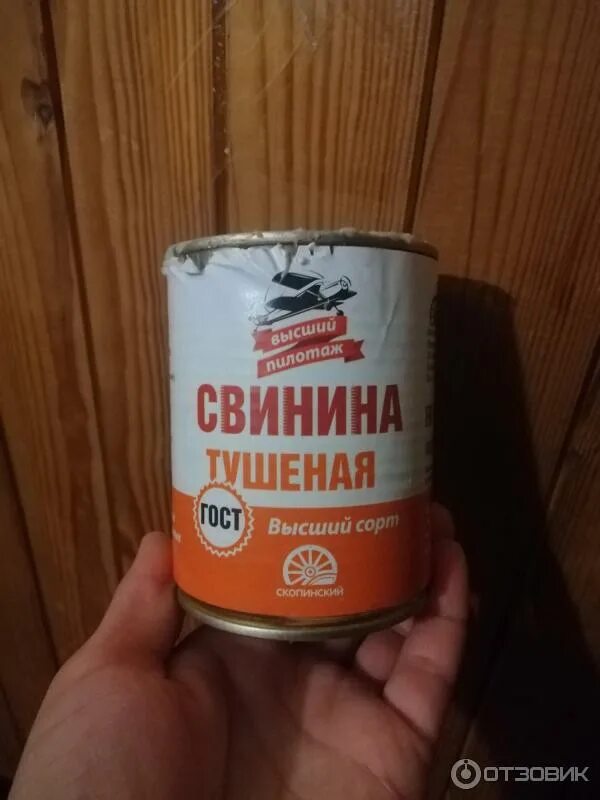 высший
пилотаж
СВИНИНА
ТУШЕНАЯ
ГОСТ
Высший сорт
СКОПИНСКИЙ
ОТЗОВИК